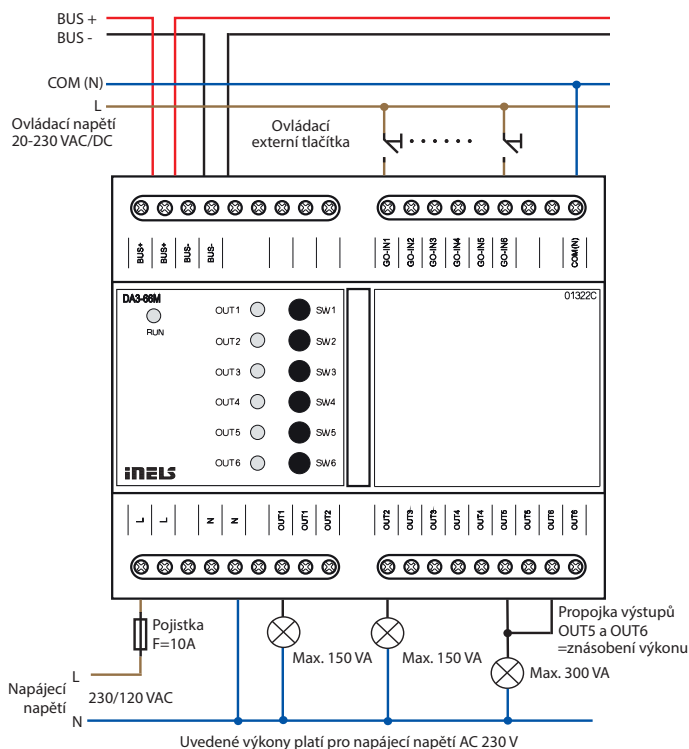 BUS +
BUS -
COM (N)
L
Ovládací napětí
20-230 VAC/DC
Ovládací
externí tlačítka
BUS+
BUS+
BUS-
BUS-
GO-IN1
GO-IN2
GO-IN3
GO-IN4
GO-IN5
GO-IN6
COM(N)
DA3-66M
RUN
01322C
OUT1
SW1
OUT2
SW2
OUT3
SW3
OUT4
SW4
OUT5
SW5
OUT6
SW6
iNELS
L
L
N
N
OUT1
OUT1
OUT2
OUT2
OUT3
OUT3
OUT4
OUT4
OUT5
OUT5
OUT6
OUT6
Pojistka
F=10A
Max. 150 VA
Max. 150 VA
Propojka výstupů
OUT5 a OUT6
=znásobení výkonu
Max. 300 VA
L
Napájecí
napětí
230/120 VAC
N
Uvedené výkony platí pro napájecí napětí AC 230 V